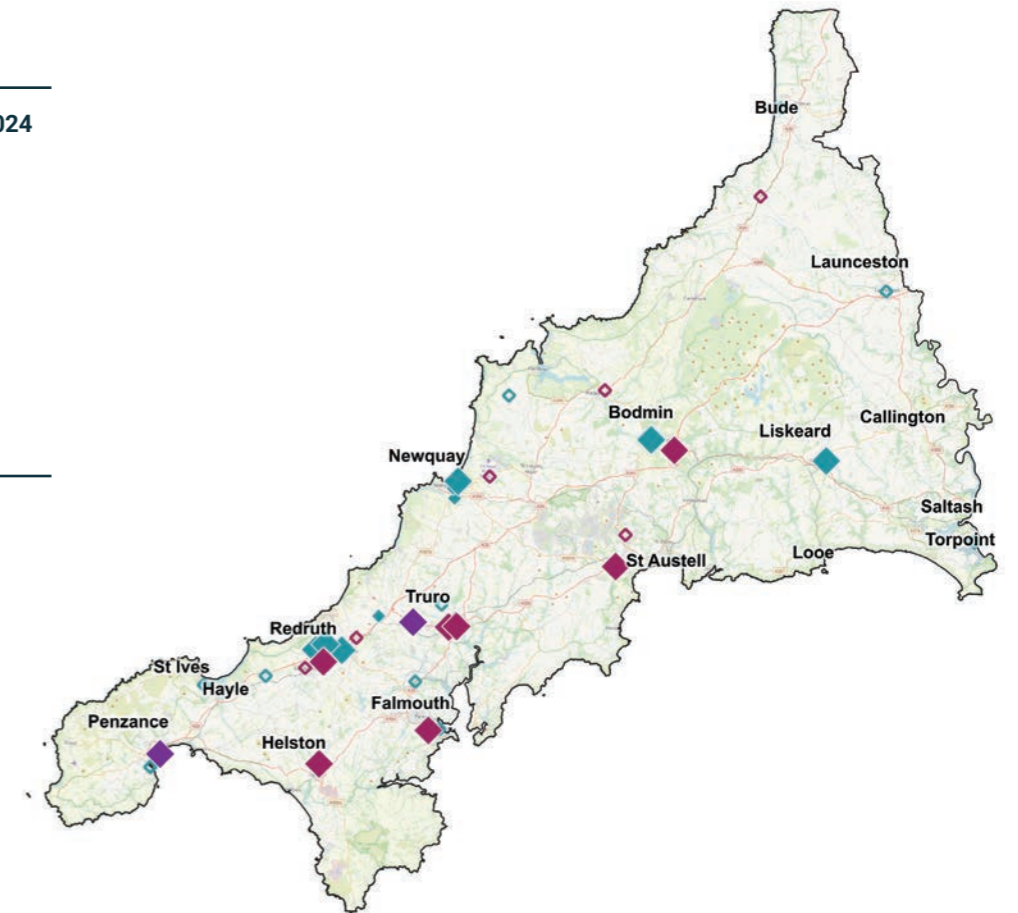 024
Bude
Launceston
Bodmin
Callington
Liskeard
Newquay
Saltash
Torpoint
Looe
St Austell
Truro
Redruth
St Ives
Hayle
Falmouth
Penzance
Helston